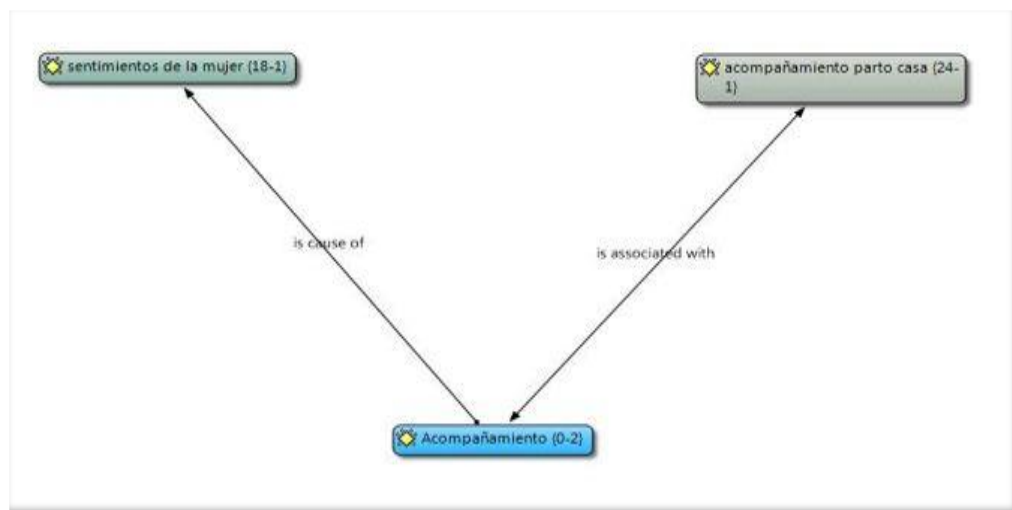 sentimientos de la mujer {18-1}
acompañamiento parto casa {24-
1}
is cause of
is associated with
Acompañamiento {0-2}